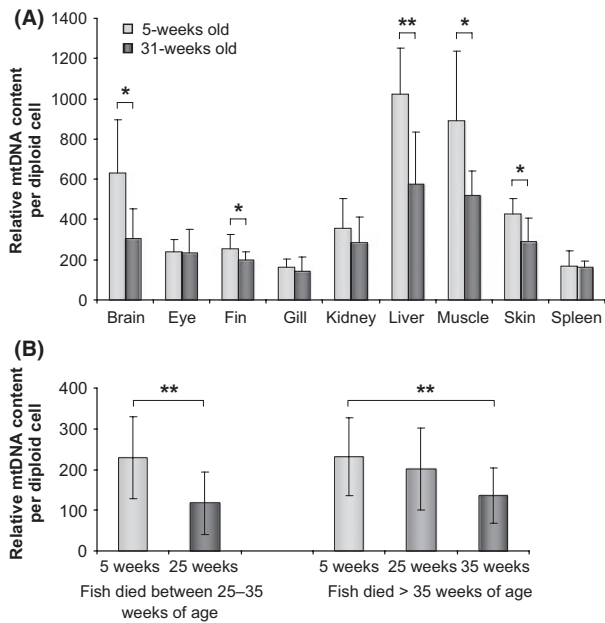 (A)
Relative mtDNA content
per diploid cell
1400
1200
1000
800
600
400
200
0
5-weeks old
31-weeks old
*
*
**
*
*
Brain Eye Fin Gill Kidney Liver Muscle Skin Spleen
(B)
Relative mtDNA content
per diploid cell
400
300
200
100
0
**
**
5 weeks 25 weeks 5 weeks 25 weeks 35 weeks
Fish died between 25–35
weeks of age
Fish died > 35 weeks of age